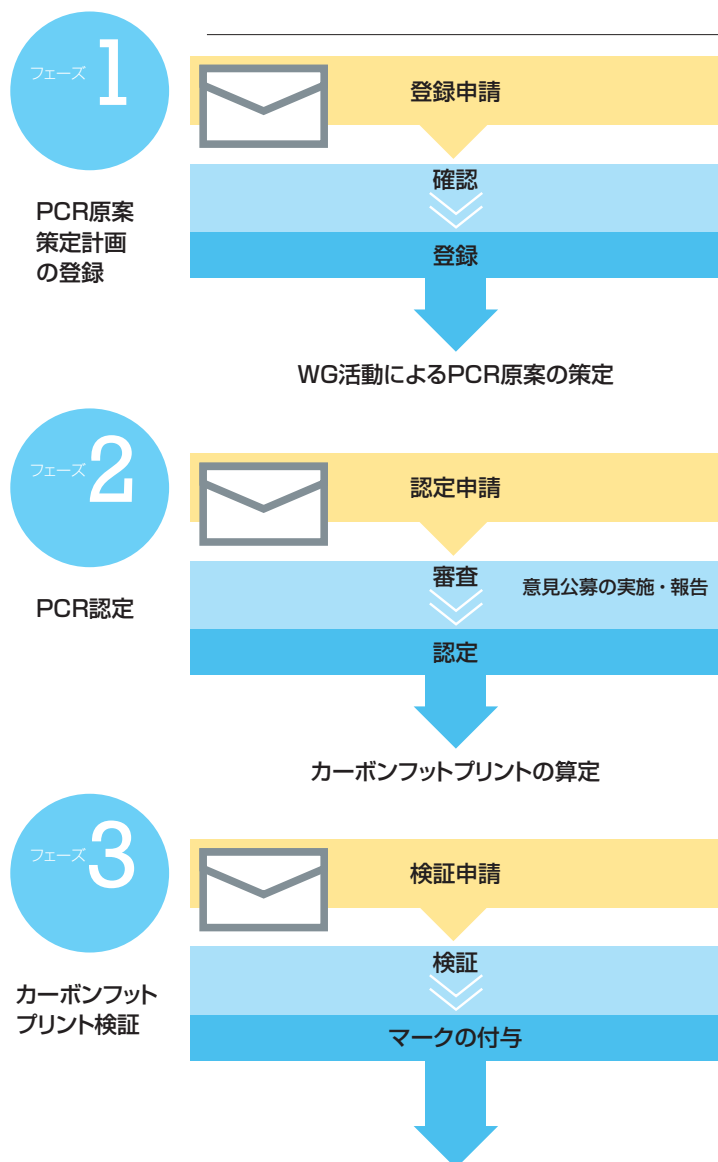 フェーズ 1
PCR原案
策定計画
の登録
登録申請
確認
登録
WG活動によるPCR原案の策定
フェーズ 2
PCR認定
認定申請
審査
意見公募の実施・報告
認定
カーボンフットプリントの算定
フェーズ 3
カーボンフット
プリント検証
検証申請
検証
マークの付与